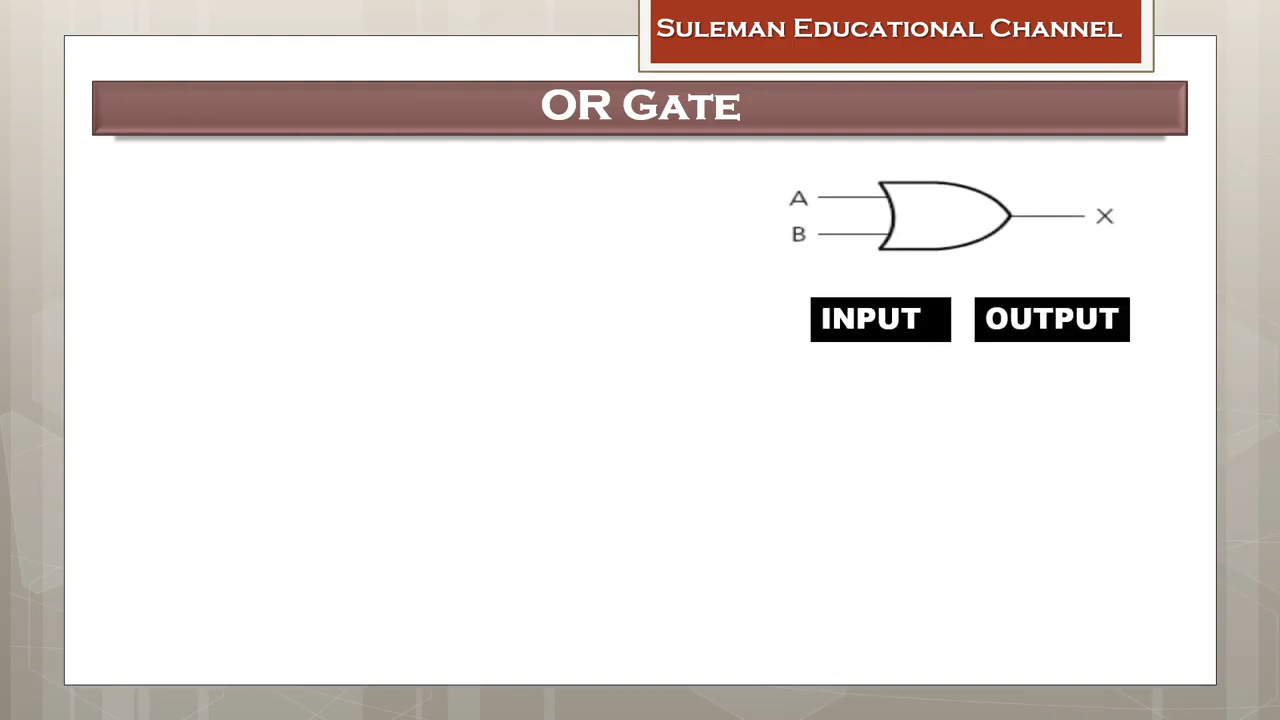 Suleman Educational Channel
OR Gate
A
B
X
INPUT
OUTPUT